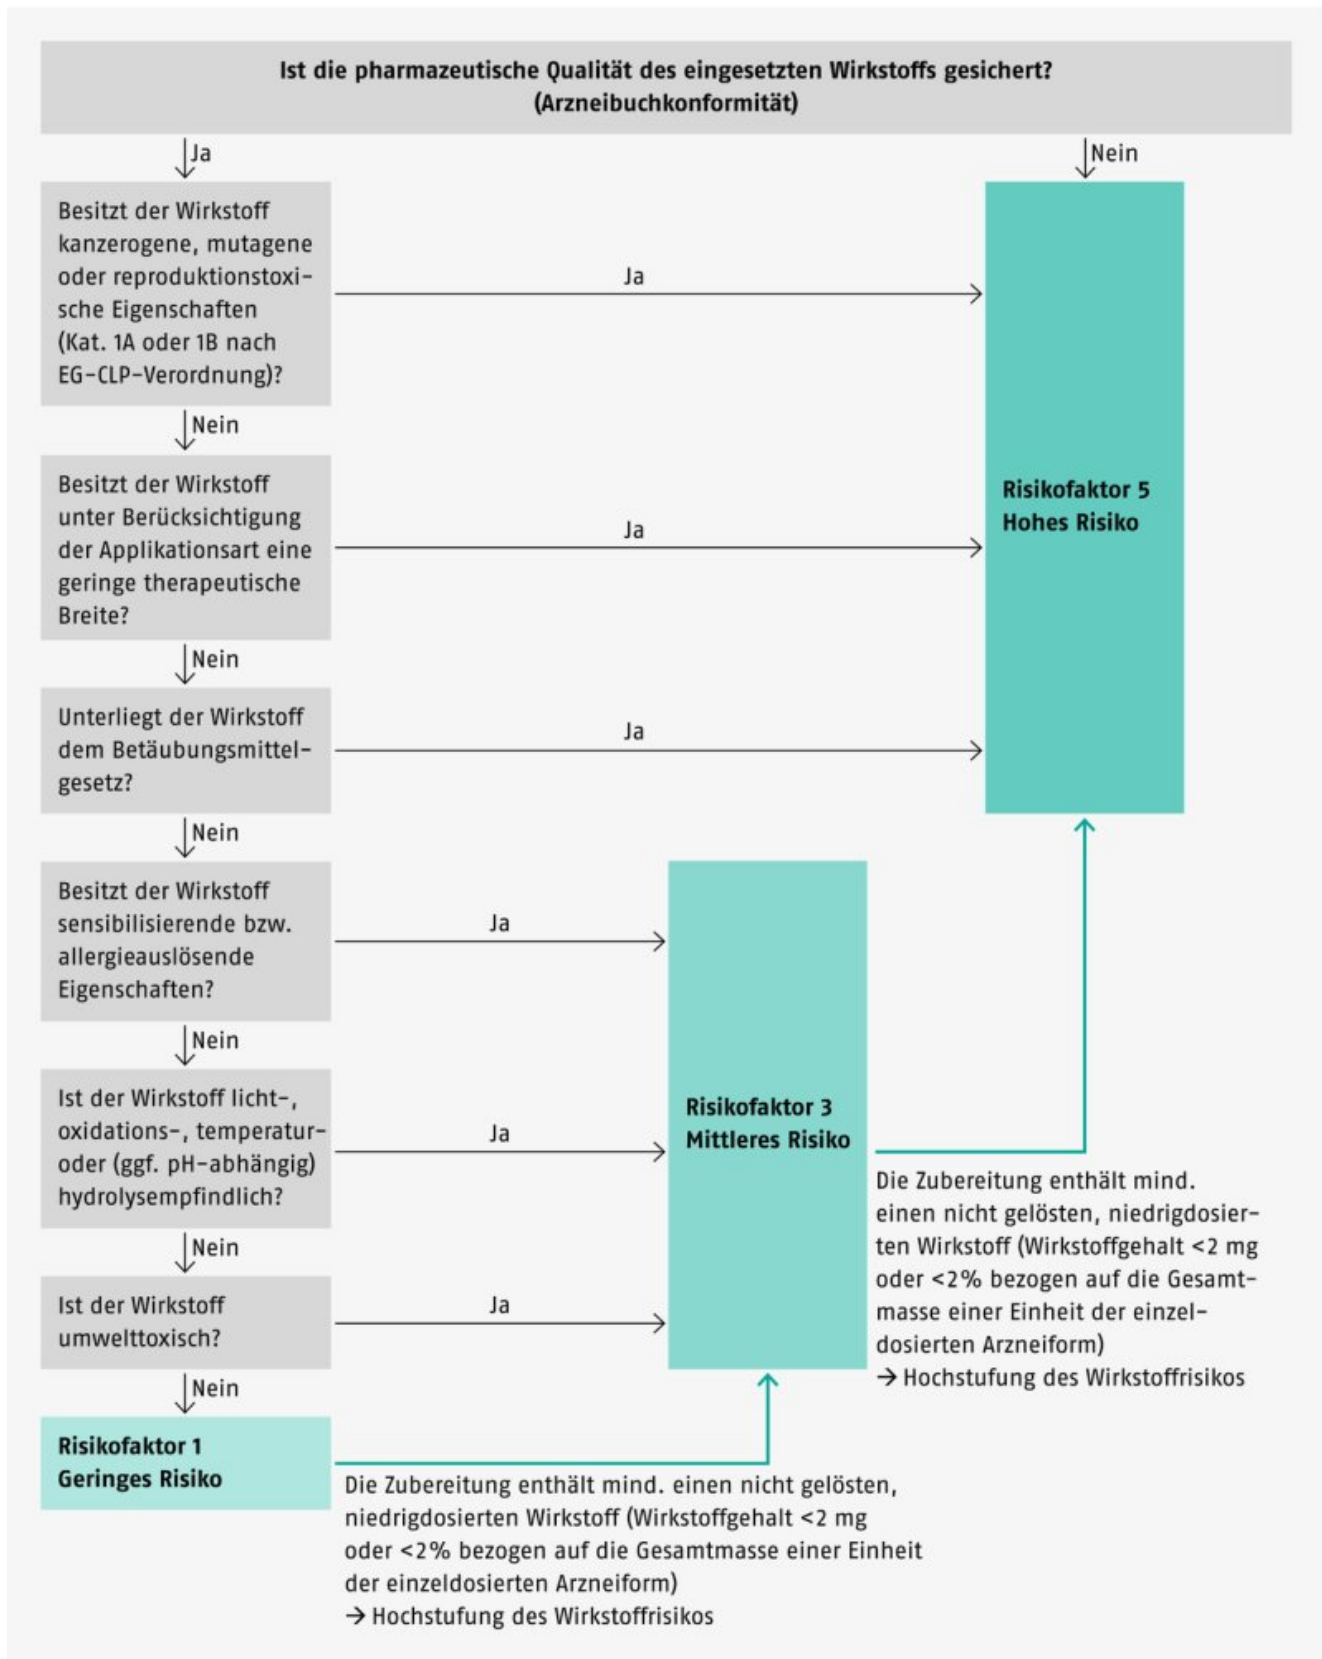 Ist die pharmazeutische Qualität des eingesetzten Wirkstoffs gesichert?
(Arzneibuchkonformität)
Ja
Nein
Besitzt der Wirkstoff
kanzerogene, mutagene
oder reproduktionstoxi-
sche Eigenschaften
(Kat. 1A oder 1B nach
EG-CLP-Verordnung)?
Ja
Nein
Besitzt der Wirkstoff
unter Berücksichtigung
der Applikationsart eine
geringe therapeutische
Breite?
Ja
Risikofaktor 5
Hohes Risiko
Nein
Unterliegt der Wirkstoff
dem Betäubungsmittel-
gesetz?
Ja
Nein
Besitzt der Wirkstoff
sensibilisierende bzw.
allergieauslösende
Eigenschaften?
Ja
Nein
Ist der Wirkstoff licht-,
oxidations-, temperatur-
oder (ggf. pH-abhängig)
hydrolysempfindlich?
Ja
Risikofaktor 3
Mittleres Risiko
Die Zubereitung enthält mind.
einen nicht gelösten, niedrigdosier-
ten Wirkstoff (Wirkstoffgehalt <2 mg
oder <2% bezogen auf die Gesamt-
masse einer Einheit der einzel-
dosierten Arzneiform)
→ Hochstufung des Wirkstoffrisikos
Nein
Ist der Wirkstoff
umwelttoxisch?
Ja
Nein
Risikofaktor 1
Geringes Risiko
Die Zubereitung enthält mind. einen nicht gelösten,
niedrigdosierten Wirkstoff (Wirkstoffgehalt <2 mg
oder <2% bezogen auf die Gesamtmasse einer Einheit
der einzeldosierten Arzneiform)
→ Hochstufung des Wirkstoffrisikos